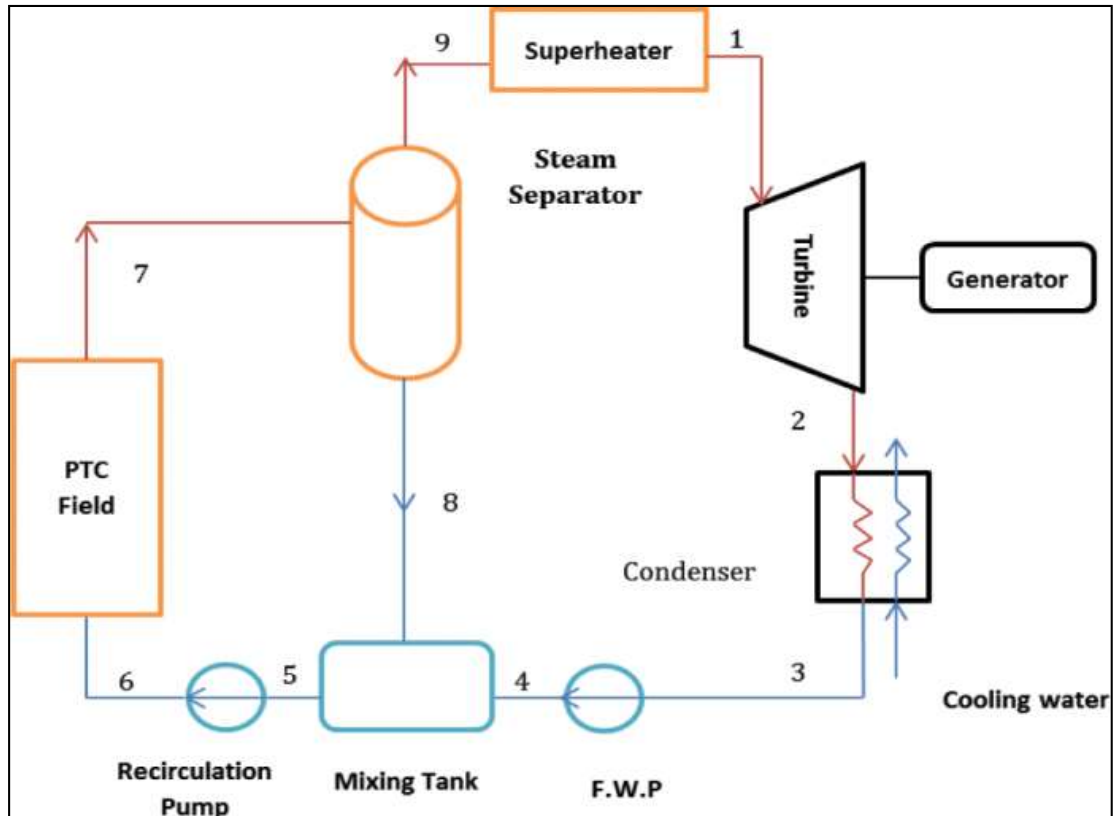 9
Superheater
1
Steam
Separator
7
Turbine
Generator
2
PTC
Field
8
Condenser
6
5
4
3
Cooling water
Recirculation
Pump
Mixing Tank
F.W.P